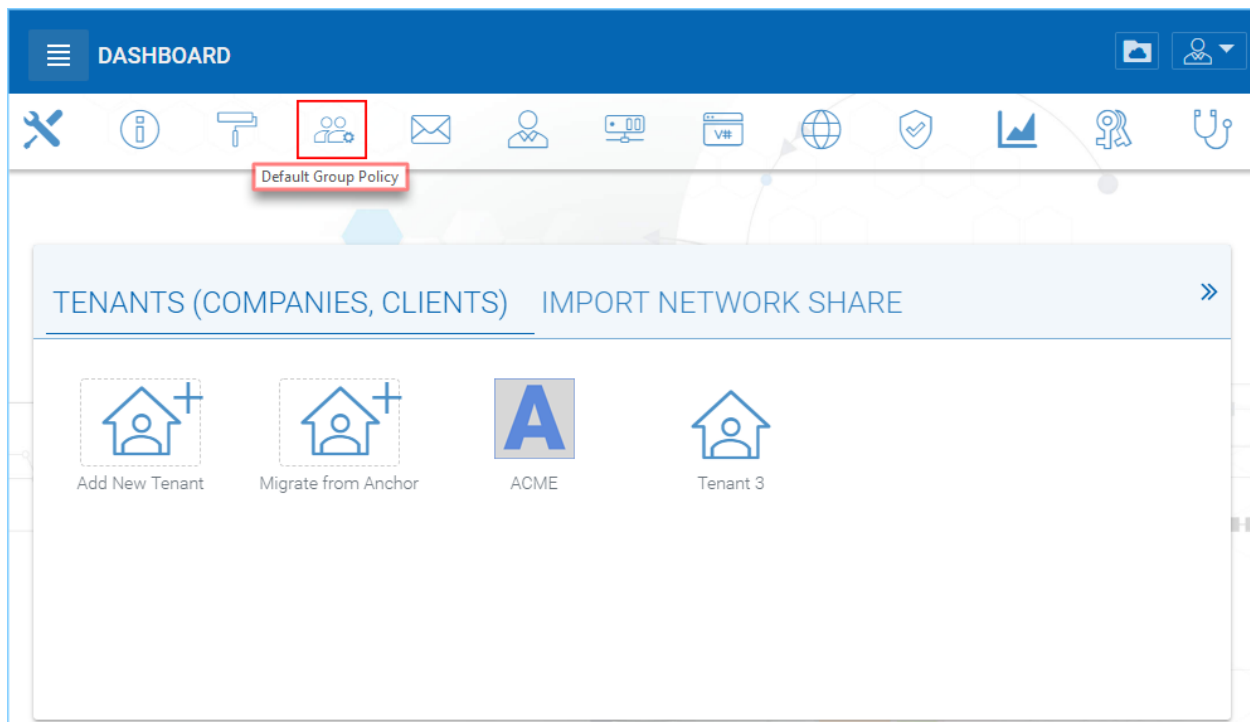 DASHBOARD
V#
Default Group Policy
TENANTS (COMPANIES, CLIENTS) IMPORT NETWORK SHARE
A
Add New Tenant Migrate from Anchor ACME Tenant 3